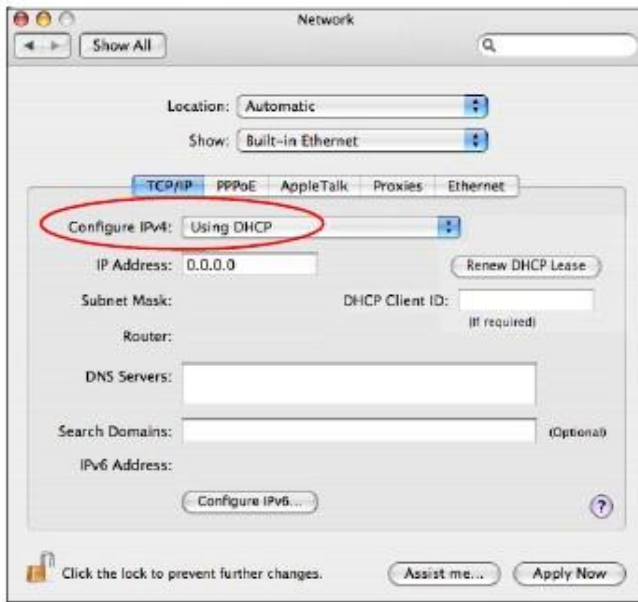 Network
Show All
Location: Automatic
Show: Built-in Ethernet
TCP/IP PPPoE AppleTalk Proxies Ethernet
Configure IPv4: Using DHCP
IP Address: 0.0.0.0 Renew DHCP Lease
Subnet Mask: DHCP Client ID:
(If required)
Router:
DNS Servers:
Search Domains: (Optional)
IPv6 Address:
Configure IPv6...
?
Click the lock to prevent further changes. Assist me... Apply Now